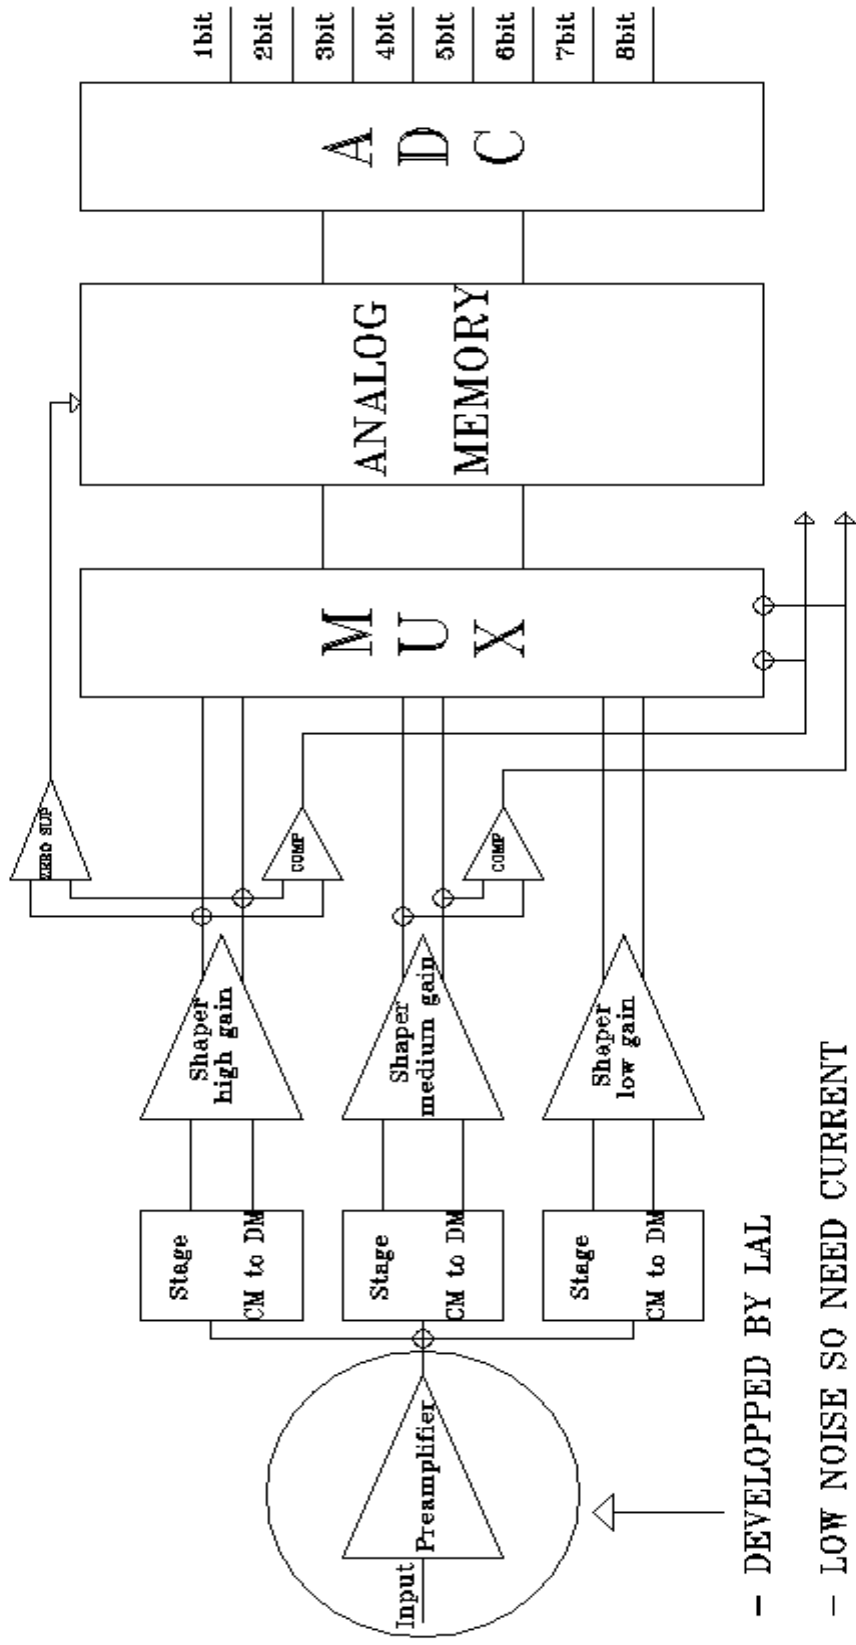 Input
Preamplifier
Stage
CM to DM
Stage
CM to DM
Stage
CM to DM
Shaper
high gain
Shaper
medium gain
Shaper
low gain
ZERO SUP
COMP
COMP
M
U
X
ANALOG
MEMORY
A
D
C
1bit
2bit
3bit
4bit
5bit
6bit
7bit
8bit
- DEVELOPPED BY LAL
- LOW NOISE SO NEED CURRENT